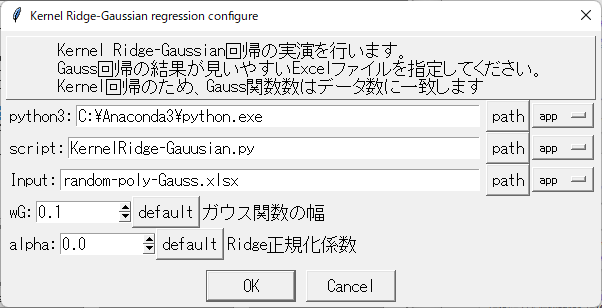 Kernel Ridge-Gaussian regression configure
Kernel Ridge-Gaussian回帰の実演を行います。
Gauss回帰の結果が見いやすいExcelファイルを指定してください。
Kernel回帰のため、Gauss関数数はデータ数に一致します
python3: C:¥Anaconda3¥python.exe path app
script: KernelRidge-Gauusian.py path app
Input: random-poly-Gauss.xlsx path app
wG: 0.1 default ガウス関数の幅
alpha: 0.0 default Ridge正規化係数
OK Cancel